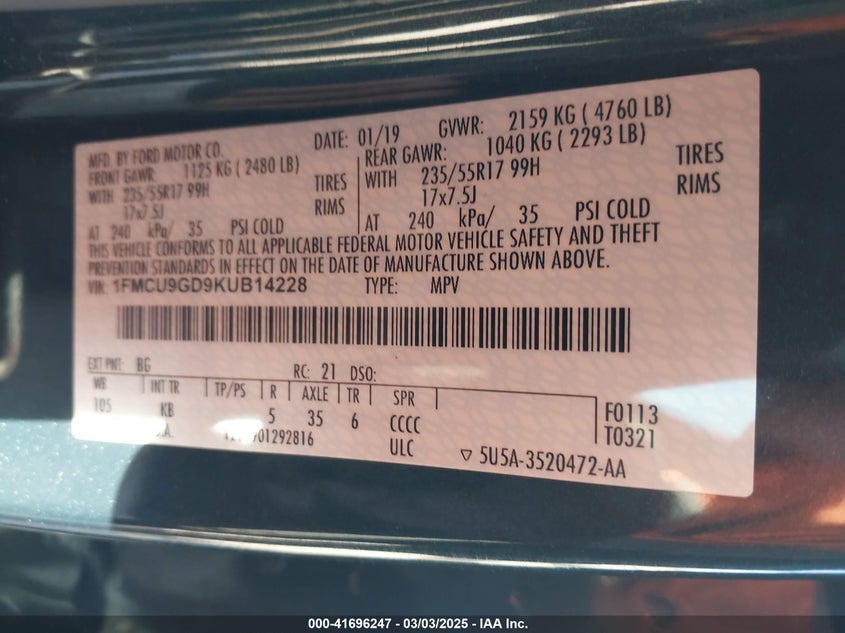 MFD. BY FORD MOTOR CO. DATE: 01/19 GVWR: 2159 KG ( 4760 LB)
FRONT GAWR: 1125 KG ( 2480 LB) REAR GAWR: 1040 KG ( 2293 LB)
WITH 235/55R17 99H TIRES WITH 235/55R17 99H TIRES
17x7.5J RIMS 17x7.5J RIMS
AT 240 kPa/ 35 PSI COLD AT 240 kPa/ 35 PSI COLD
THIS VEHICLE CONFORMS TO ALL APPLICABLE FEDERAL MOTOR VEHICLE SAFETY AND THEFT
PREVENTION STANDARDS IN EFFECT ON THE DATE OF MANUFACTURE SHOWN ABOVE.
VIN: 1FMCU9GD9KUB14228 TYPE: MPV
EXT PNT: BG RC: 21 DSO:
WB INT TR TP/PS R AXLE TR SPR
105 KB 5 35 6 CCCC F0113
01292816 ULC T0321
▽ 5U5A-3520472-AA
000-41696247 - 03/03/2025 - IAA Inc.